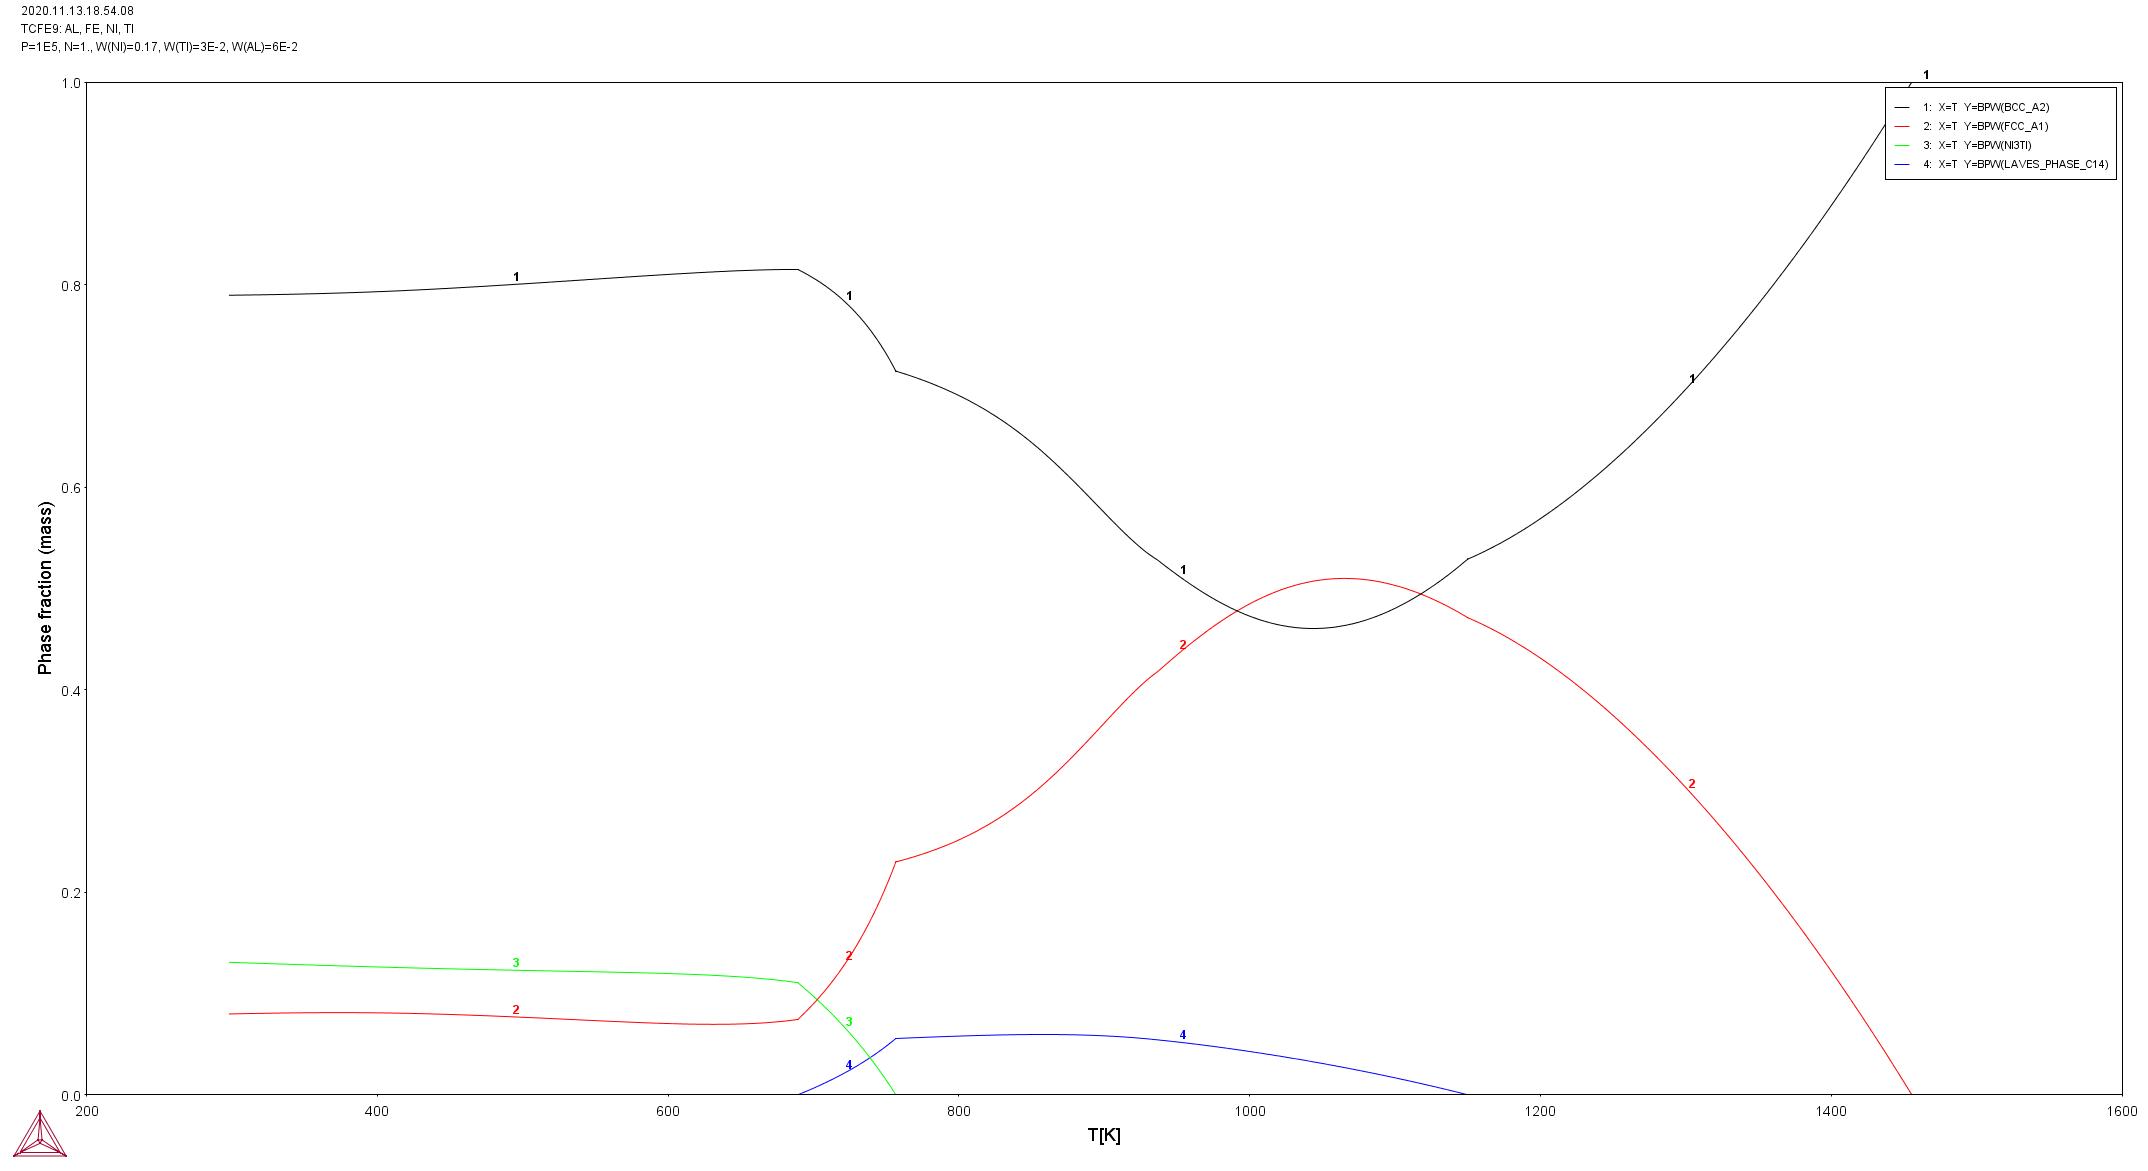 2020.11.13.18.54.08
TCFE9: AL, FE, NI, TI
P=1E5, N=1., W(NI)=0.17, W(TI)=3E-2, W(AL)=6E-2
1
1: X=T Y=BPW(BCC_A2)
2: X=T Y=BPW(FCC_A1)
3: X=T Y=BPW(NI3TI)
4: X=T Y=BPW(LAVES_PHASE_C14)
1.0
0.8
0.6
0.4
0.2
0.0
Phase fraction (mass)
1
1
1
1
2
2
3
2
2
3
4
4
200 400 600 800 1000 1200 1400 1600
T[K]